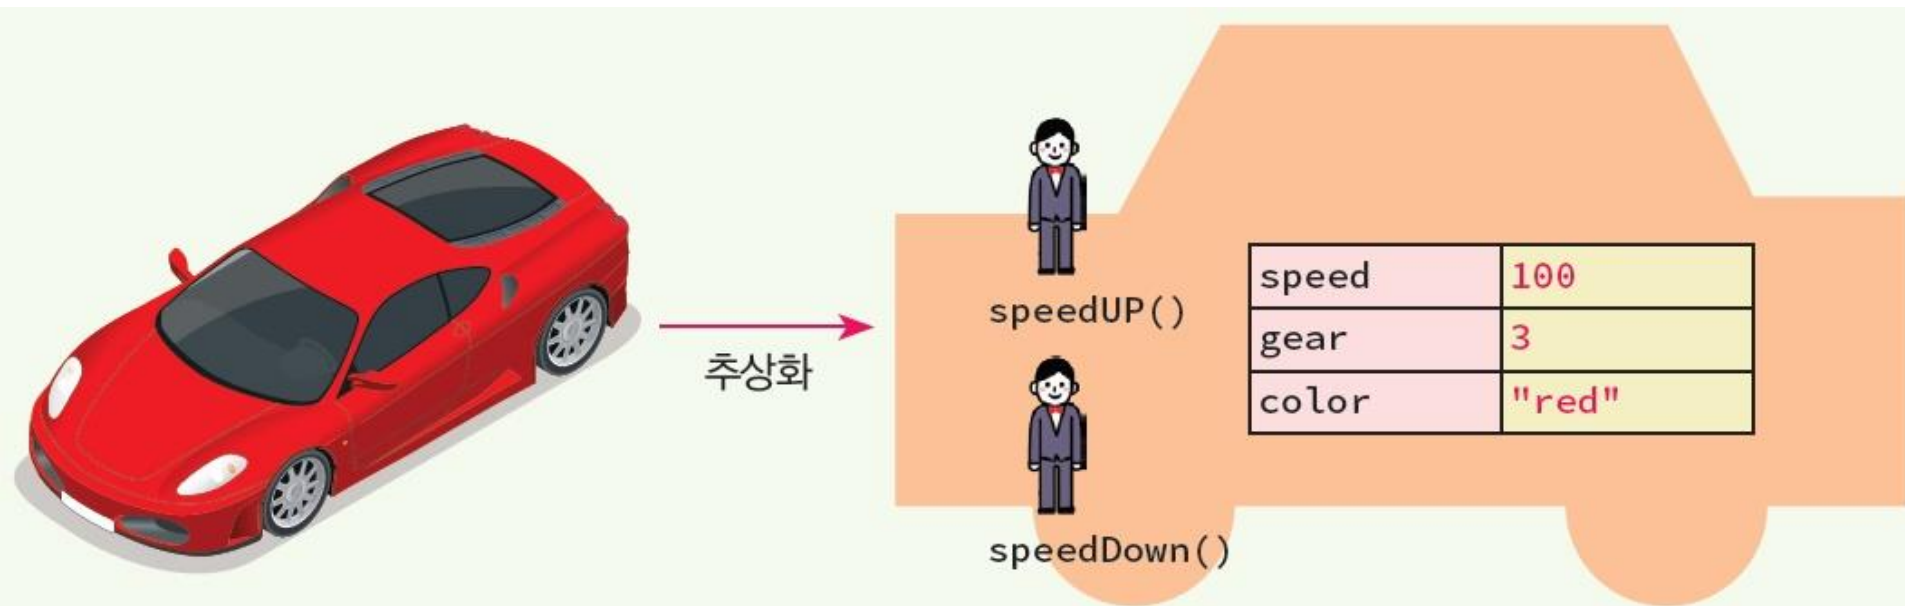 추상화
speedUP()
speedDown()
speed 100
gear 3
color "red"